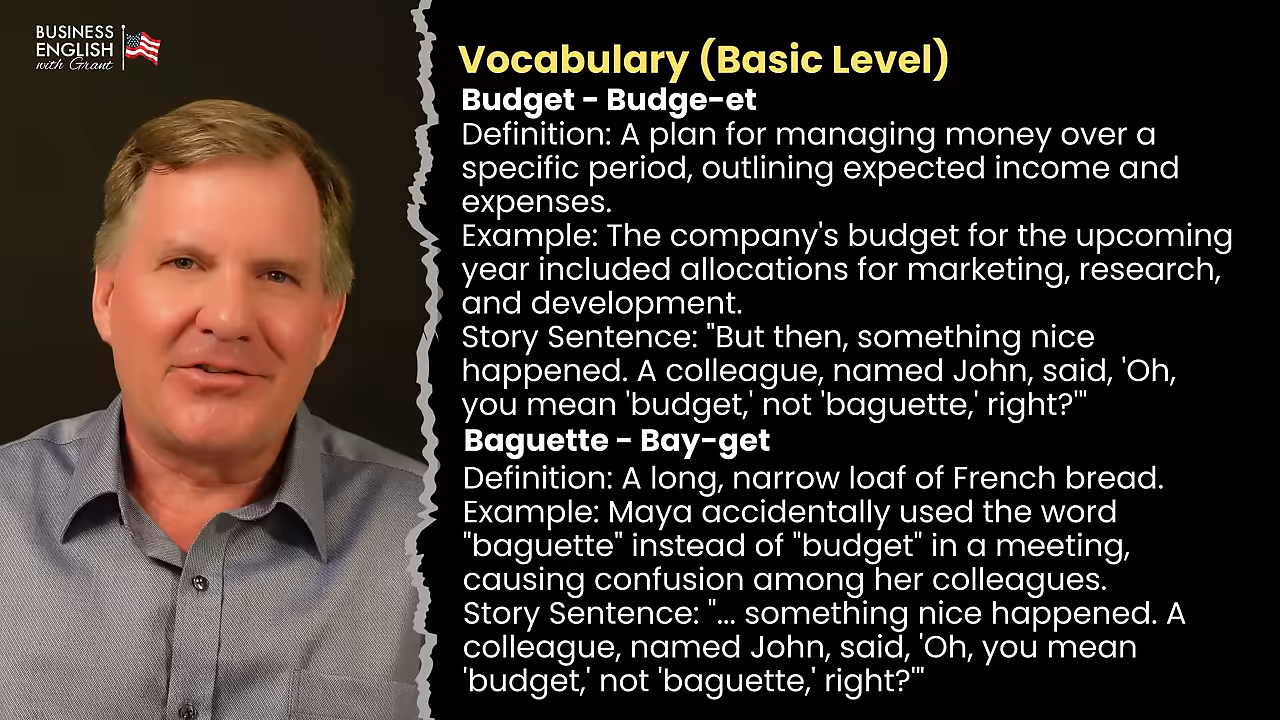 BUSINESS
ENGLISH
with Grant
Vocabulary (Basic Level)
Budget - Budge-et
Definition: A plan for managing money over a
specific period, outlining expected income and
expenses.
Example: The company's budget for the upcoming
year included allocations for marketing, research,
and development.
Story Sentence: "But then, something nice
happened. A colleague, named John, said, 'Oh,
you mean 'budget,' not 'baguette,' right?'"
Baguette - Bay-get
Definition: A long, narrow loaf of French bread.
Example: Maya accidentally used the word
"baguette" instead of "budget" in a meeting,
causing confusion among her colleagues.
Story Sentence: "... something nice happened. A
colleague, named John, said, 'Oh, you mean
'budget,' not 'baguette,' right?'"